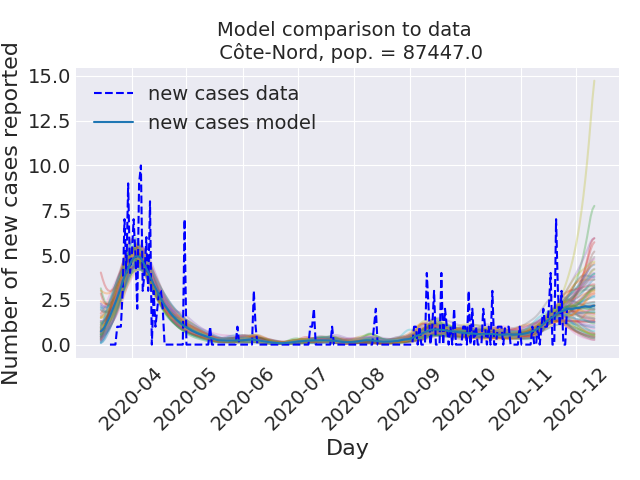 Model comparison to data
Côte-Nord, pop. = 87447.0
new cases data
new cases model
Number of new cases reported
15.0
12.5
10.0
7.5
5.0
2.5
0.0
2020-04
2020-05
2020-06
2020-07
2020-08
2020-09
2020-10
2020-11
2020-12
Day